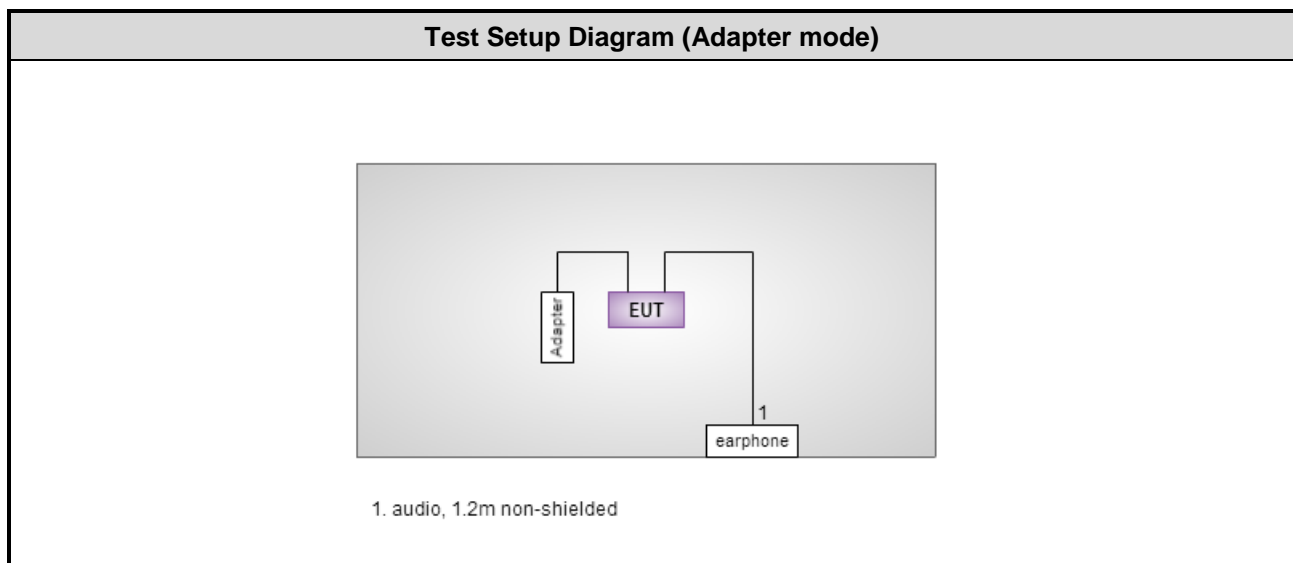 Test Setup Diagram (Adapter mode)
Adapter
EUT
1
earphone
1. audio, 1.2m non-shielded